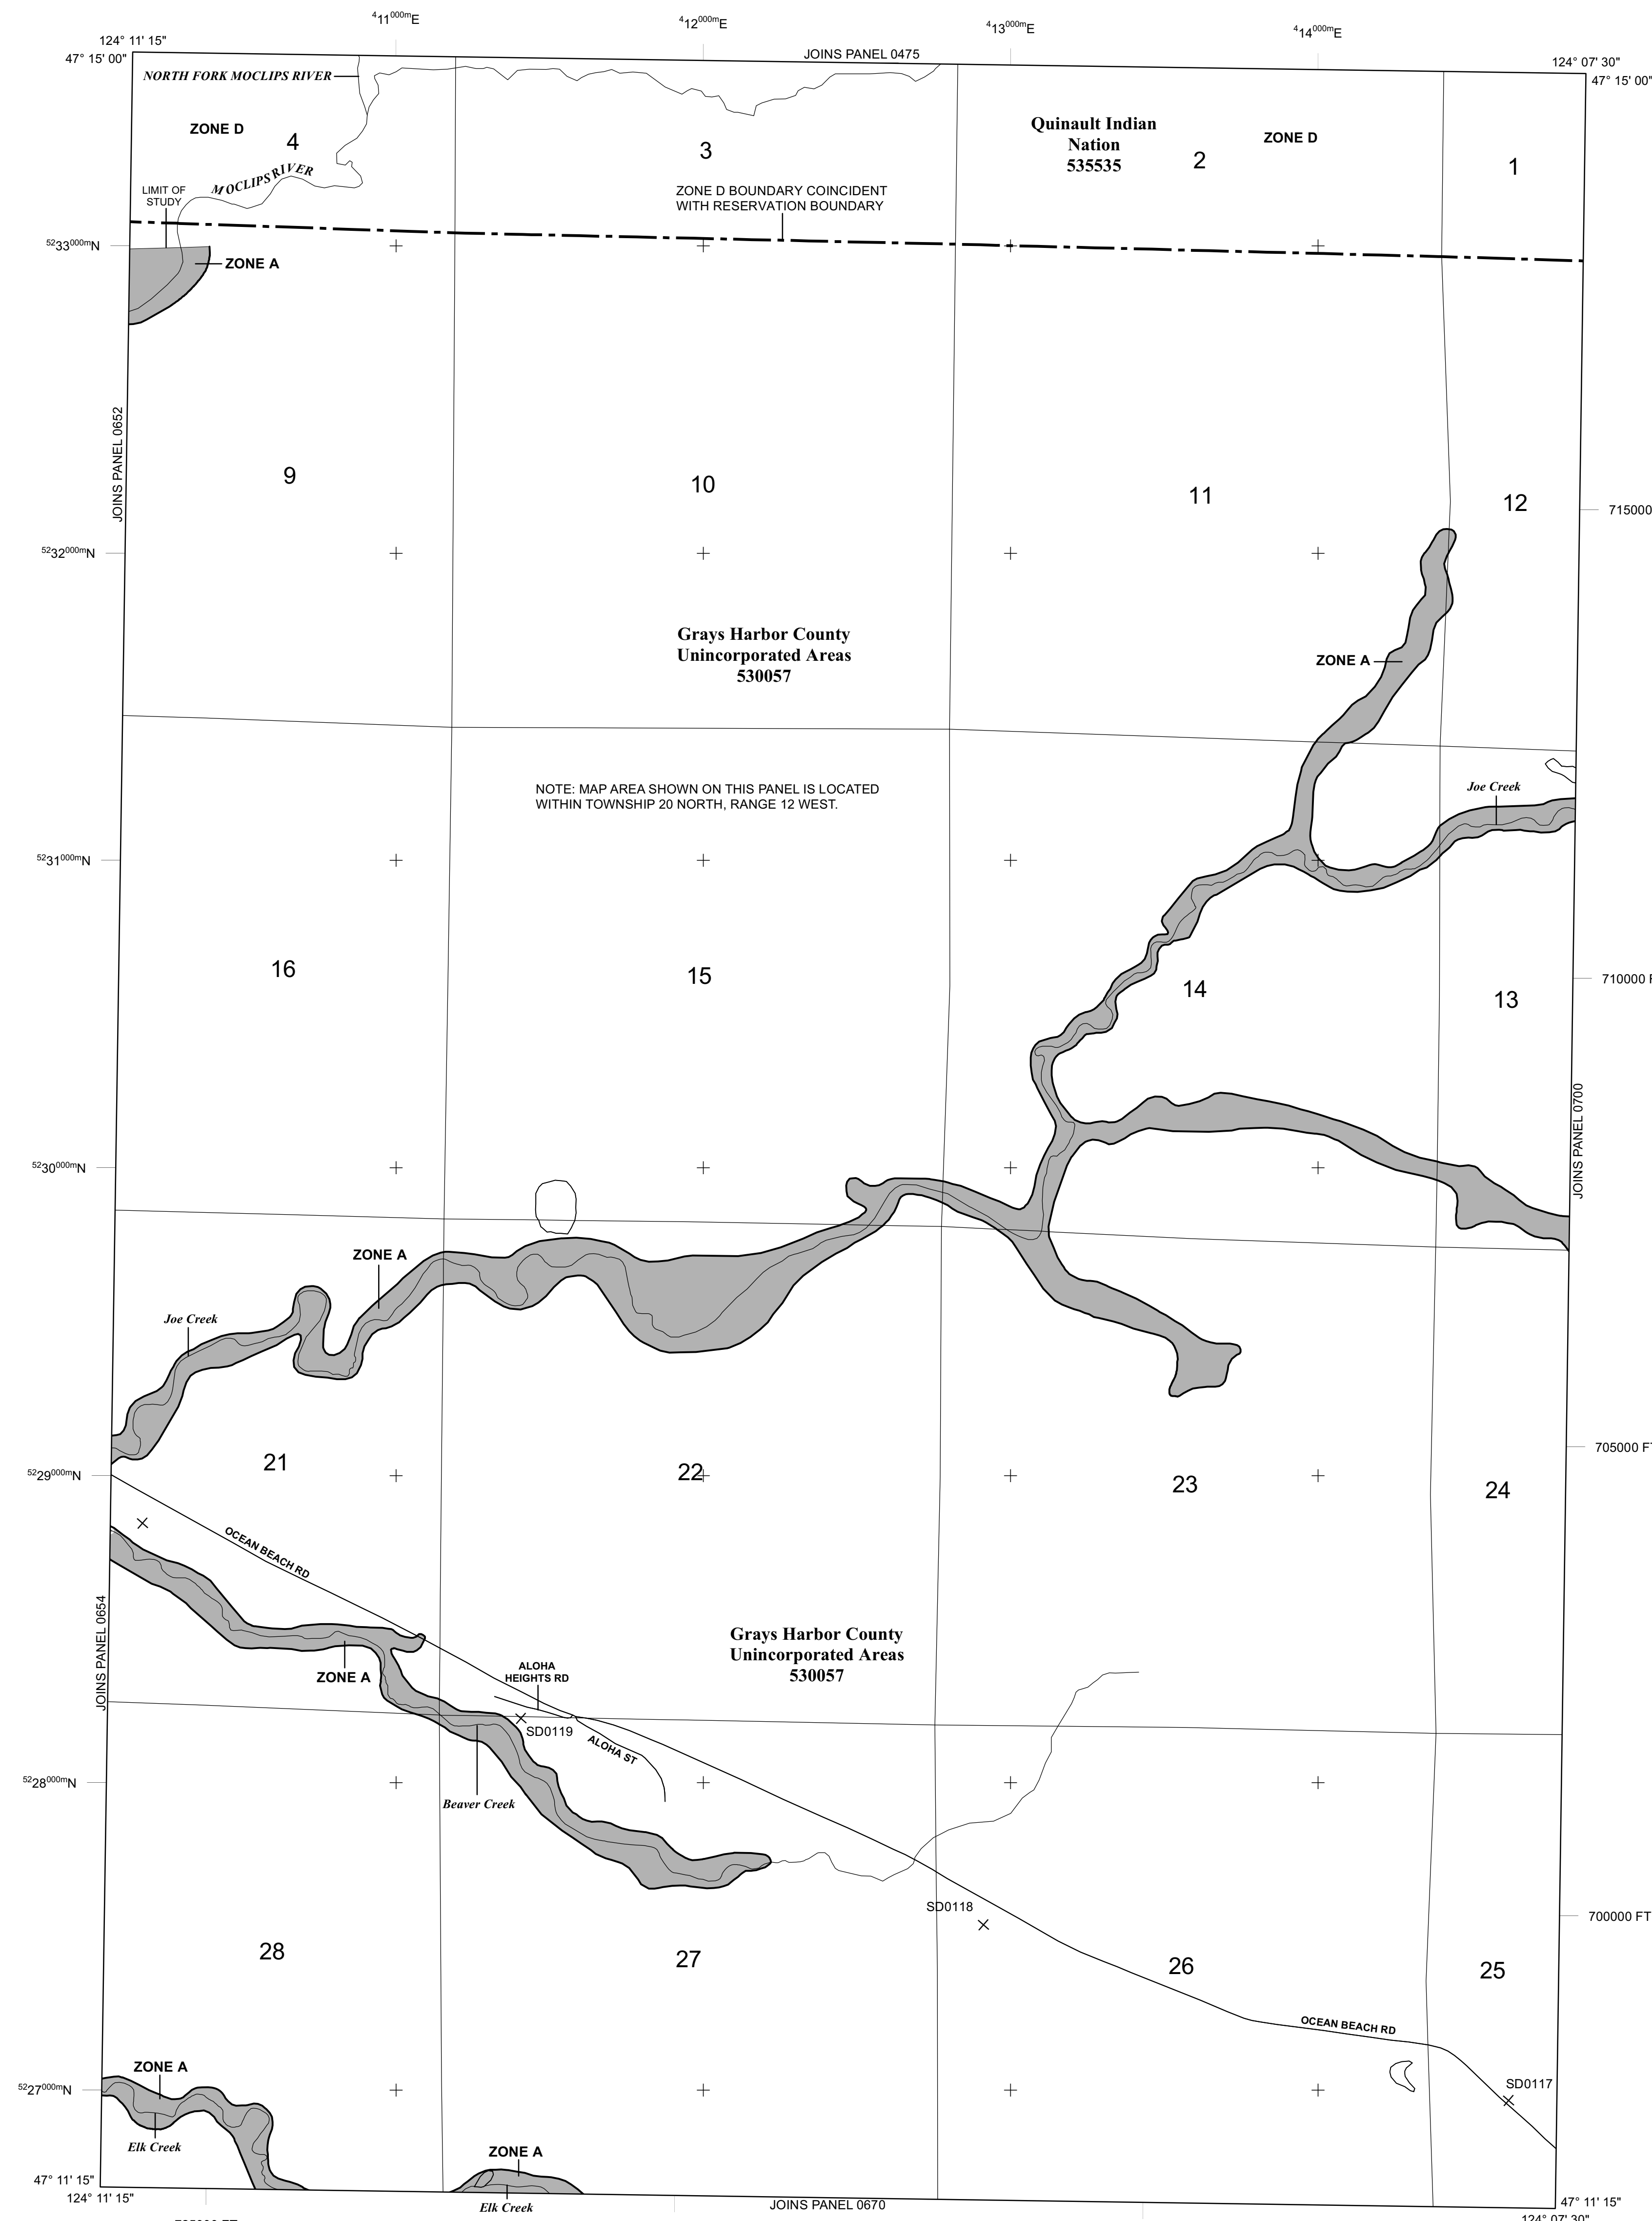 411000mE
412000mE
413000mE
414000mE
124° 11' 15"
47° 15' 00"
JOINS PANEL 0475
124° 07' 30"
47° 15' 00"
NORTH FORK MOCLIPS RIVER
ZONE D
4
3
Quinault Indian
Nation
535535
2
ZONE D
1
MOCLIPS RIVER
LIMIT OF
STUDY
ZONE D BOUNDARY COINCIDENT
WITH RESERVATION BOUNDARY
5233000mN
ZONE A
JOINS PANEL 0652
9
10
11
12
715000
5232000mN
Grays Harbor County
Unincorporated Areas
530057
ZONE A
NOTE: MAP AREA SHOWN ON THIS PANEL IS LOCATED
WITHIN TOWNSHIP 20 NORTH, RANGE 12 WEST.
Joe Creek
5231000mN
16
15
14
13
710000 F
JOINS PANEL 0700
5230000mN
ZONE A
Joe Creek
21
22
23
24
705000 FT
5229000mN
OCEAN BEACH RD
JOINS PANEL 0654
ZONE A
Grays Harbor County
Unincorporated Areas
530057
ALOHA
HEIGHTS RD
SD0119
ALOHA ST
5228000mN
Beaver Creek
SD0118
700000 FT
28
27
26
25
OCEAN BEACH RD
ZONE A
SD0117
5227000mN
Elk Creek
ZONE A
47° 11' 15"
124° 11' 15"
Elk Creek
JOINS PANEL 0670
47° 11' 15"
124° 07' 30"